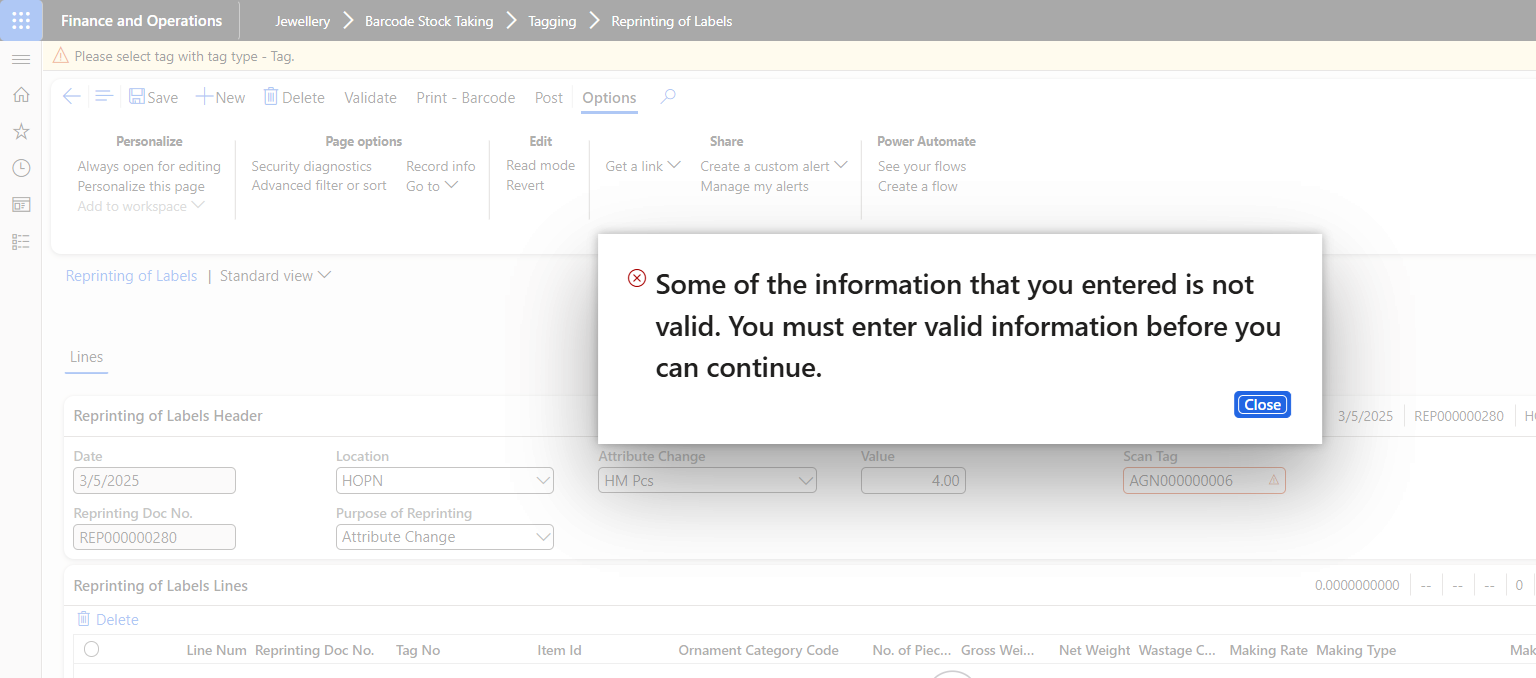 Finance and Operations
Jewellery > Barcode Stock Taking > Tagging > Reprinting of Labels
Please select tag with tag type - Tag.
Save New Delete Validate Print - Barcode Post Options
Personalize Page options Edit Share Power Automate
Always open for editing Security diagnostics Record info Read mode Get a link Create a custom alert See your flows
Personalize this page Advanced filter or sort Go to Revert Manage my alerts Create a flow
Add to workspace
Reprinting of Labels | Standard view
Some of the information that you entered is not
valid. You must enter valid information before you
can continue.
Close
Lines
Reprinting of Labels Header 3/5/2025 REP000000280 HO
Date Location Attribute Change Value Scan Tag
3/5/2025 HOPN HM Pcs 4.00 AGN000000006
Reprinting Doc No. Purpose of Reprinting
REP000000280 Attribute Change
Reprinting of Labels Lines 0.0000000000 -- -- -- 0
Delete
Line Num Reprinting Doc No. Tag No Item Id Ornament Category Code No. of Piec... Gross Wei... Net Weight Wastage C... Making Rate Making Type Mak